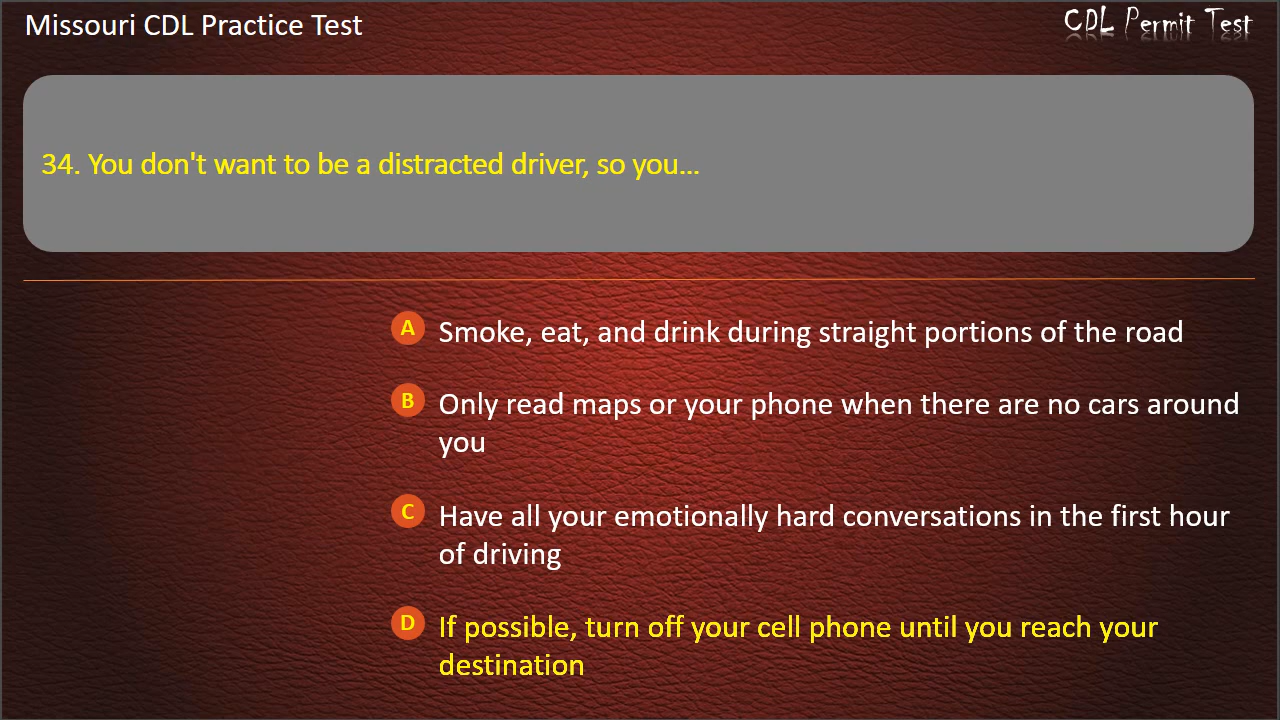 Missouri CDL Practice Test
CDL Permit Test
34. You don't want to be a distracted driver, so you...
A Smoke, eat, and drink during straight portions of the road
B Only read maps or your phone when there are no cars around
you
C Have all your emotionally hard conversations in the first hour
of driving
D If possible, turn off your cell phone until you reach your
destination